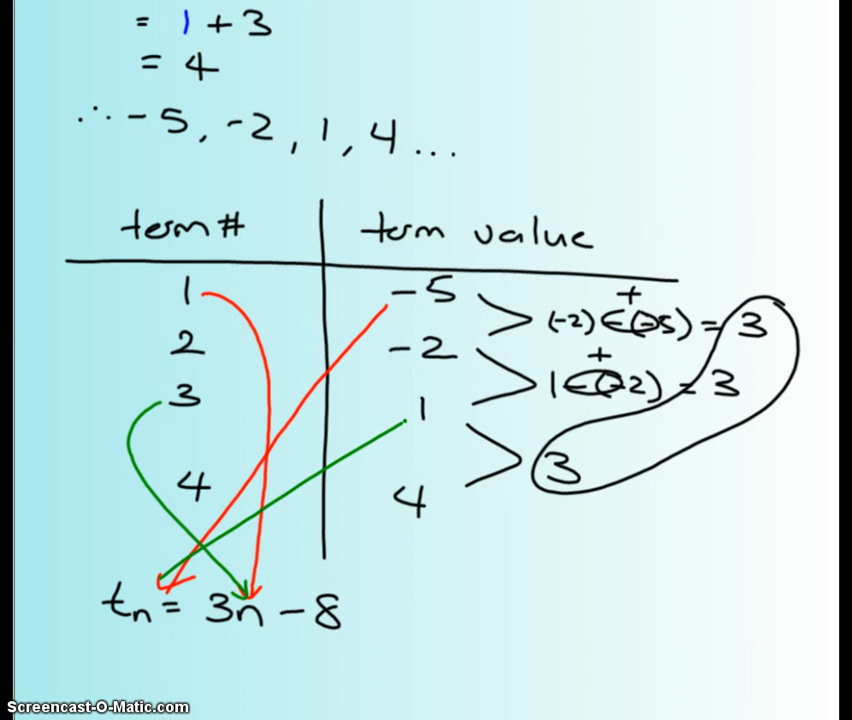 = 1 + 3
= 4
∴ -5, -2, 1, 4...
term # term value
1 -5
(-2) - (-5) = 3
2 -2
1 - (-2) = 3
3 1
3
4 4
tn = 3n - 8
Screencast-O-Matic.com